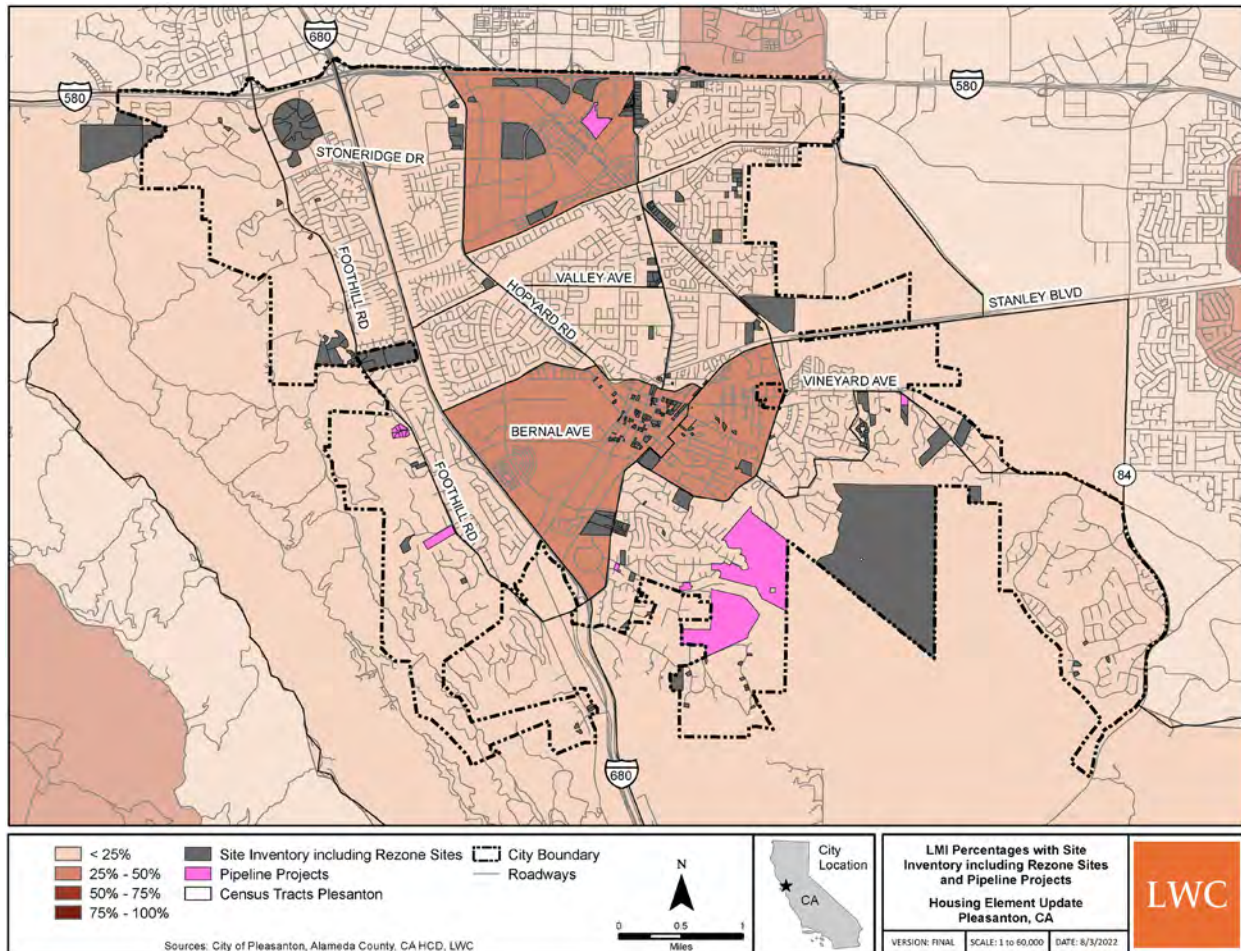 680
580
580
STONERIDGE DR
FOOTHILL RD
VALLEY AVE
HOPYARD RD
STANLEY BLVD
VINEYARD AVE
BERNAL AVE
84
FOOTHILL RD
680
< 25%
25% - 50%
50% - 75%
75% - 100%
Site Inventory including Rezone Sites
Pipeline Projects
Census Tracts Plesanton
City Boundary
Roadways
Sources: City of Pleasanton, Alameda County, CA HCD, LWC
N
0 0.5 1
Miles
City
Location
CA
LMI Percentages with Site
Inventory including Rezone Sites
and Pipeline Projects
Housing Element Update
Pleasanton, CA
VERSION: FINAL SCALE: 1 to 60,000 DATE: 8/3/2022
LWC